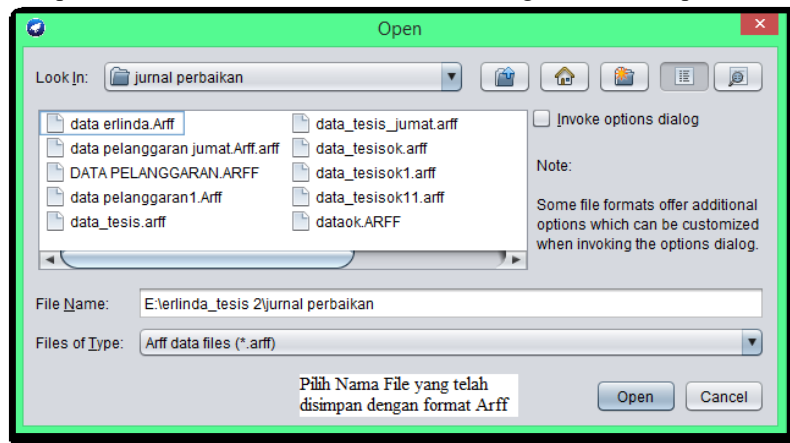 Open
Look In: jurnal perbaikan
data erlinda.Arff
data pelanggaran jumat.Arff.arff
DATA PELANGGARAN.ARFF
data pelanggaran1.Arff
data_tesis.arff
data_tesis_jumat.arff
data_tesisok.arff
data_tesisok1.arff
data_tesisok11.arff
dataok.ARFF
Invoke options dialog
Note:
Some file formats offer additional
options which can be customized
when invoking the options dialog.
File Name: E:\erlinda_tesis 2\jurnal perbaikan
Files of Type: Arff data files (*.arff)
Pilih Nama File yang telah
disimpan dengan format Arff
Open Cancel